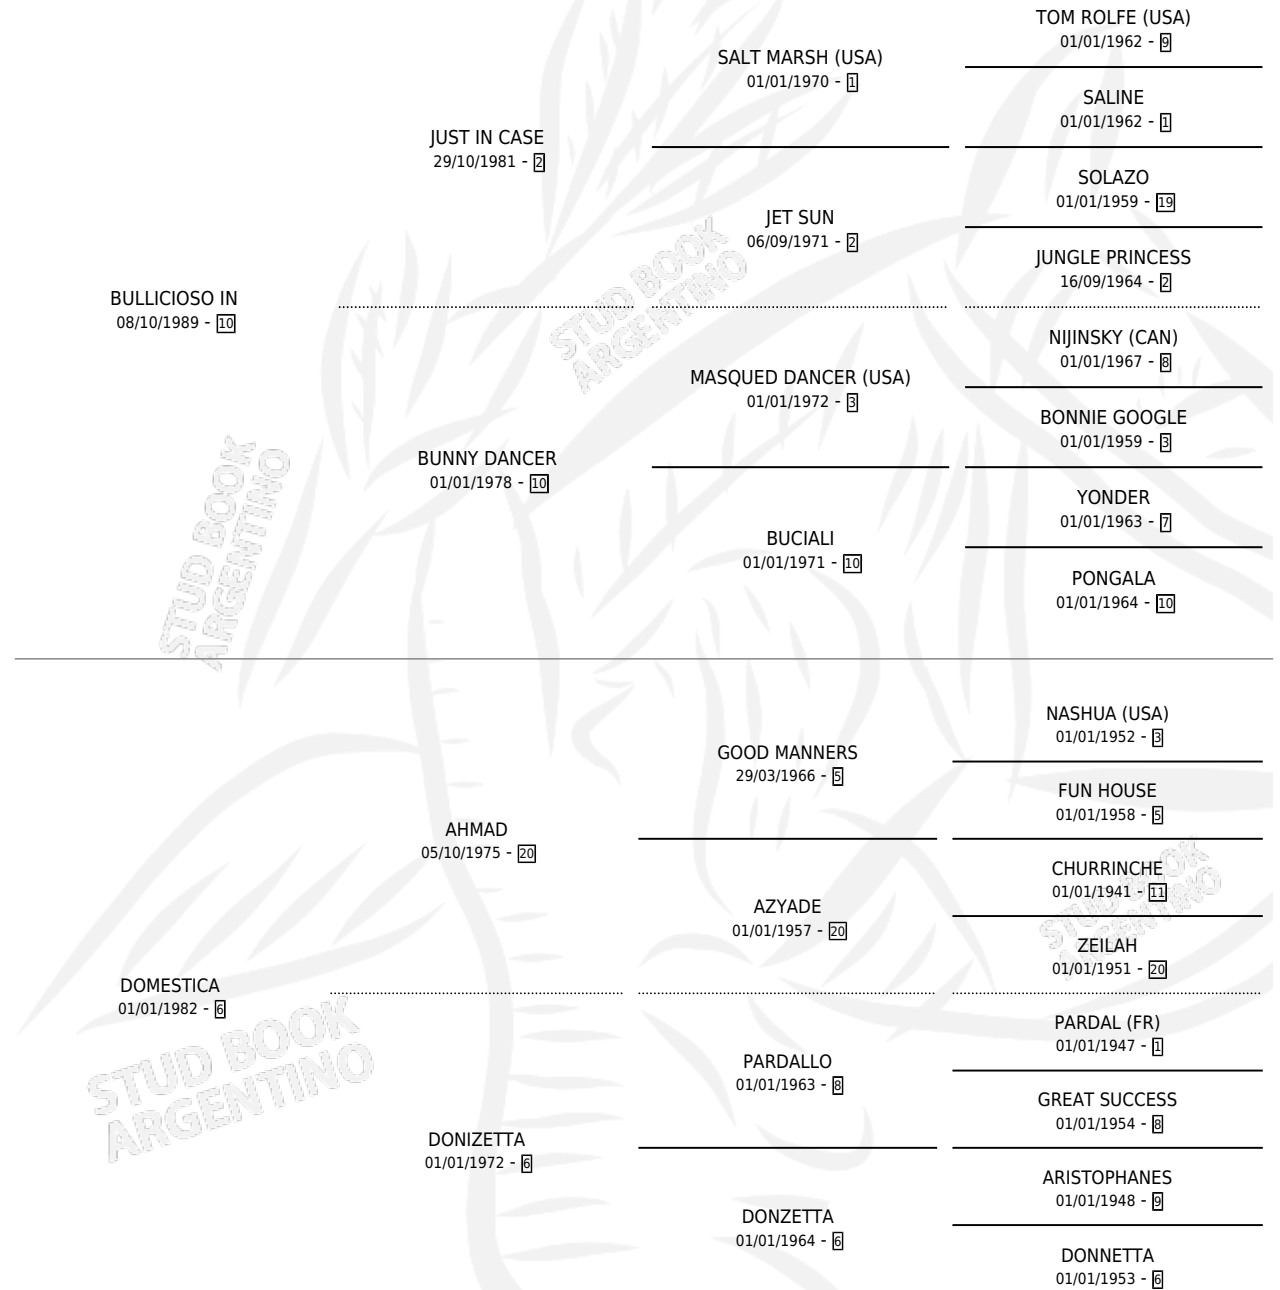 TOM ROLFE (USA)
01/01/1962 - 9
SALT MARSH (USA)
01/01/1970 - 1
SALINE
01/01/1962 - 1
JUST IN CASE
29/10/1981 - 2
SOLAZO
01/01/1959 - 19
JET SUN
06/09/1971 - 2
JUNGLE PRINCESS
16/09/1964 - 2
BULLICIOSO IN
08/10/1989 - 10
NIJINSKY (CAN)
01/01/1967 - 8
MASQUED DANCER (USA)
01/01/1972 - 3
BONNIE GOOGLE
01/01/1959 - 3
BUNNY DANCER
01/01/1978 - 10
YONDER
01/01/1963 - 7
BUCIALI
01/01/1971 - 10
PONGALA
01/01/1964 - 10
NASHUA (USA)
01/01/1952 - 3
GOOD MANNERS
29/03/1966 - 5
FUN HOUSE
01/01/1958 - 5
AHMAD
05/10/1975 - 20
CHURRINCHE
01/01/1941 - 11
AZYADE
01/01/1957 - 20
ZEILAH
01/01/1951 - 20
DOMESTICA
01/01/1982 - 6
PARDAL (FR)
01/01/1947 - 1
PARDALLO
01/01/1963 - 8
GREAT SUCCESS
01/01/1954 - 8
DONIZETTA
01/01/1972 - 6
ARISTOPHANES
01/01/1948 - 9
DONZETTA
01/01/1964 - 6
DONNETTA
01/01/1953 - 6
STUD BOOK
ARGENTINO
STUD BOOK
ARGENTINO
STUD BOOK
ARGENTINO
STUD BOOK
ARGENTINO